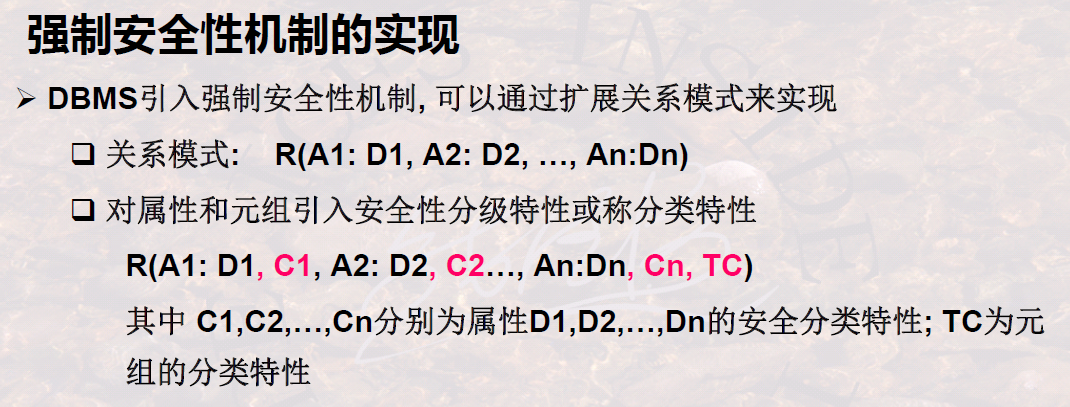 强制安全性机制的实现
➢ DBMS引入强制安全性机制, 可以通过扩展关系模式来实现
❑ 关系模式: R(A1: D1, A2: D2, …, An:Dn)
❑ 对属性和元组引入安全性分级特性或称分类特性
R(A1: D1, C1, A2: D2, C2…, An:Dn, Cn, TC)
其中 C1,C2,…,Cn分别为属性D1,D2,…,Dn的安全分类特性; TC为元
组的分类特性